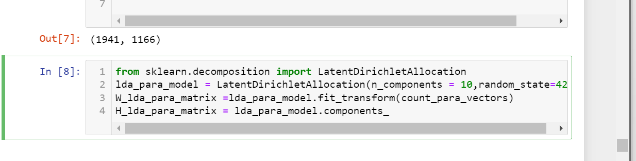 7
Out[7]: (1941, 1166)
In [8]:
1 from sklearn.decomposition import LatentDirichletAllocation
2 lda_para_model = LatentDirichletAllocation(n_components = 10,random_state=42
3 W_lda_para_matrix =lda_para_model.fit_transform(count_para_vectors)
4 H_lda_para_matrix = lda_para_model.components_